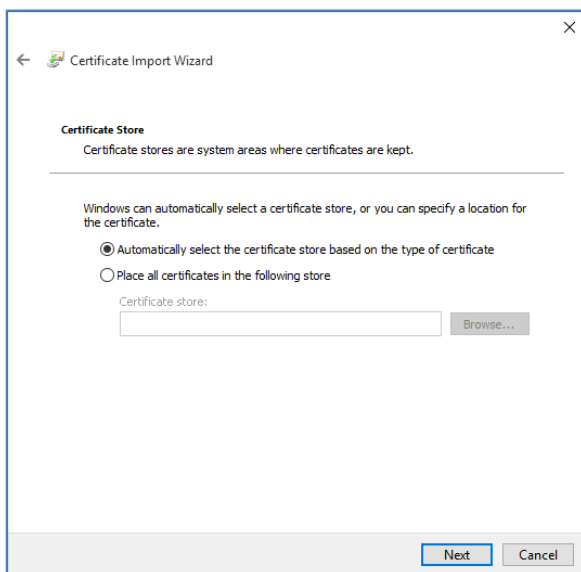 Certificate Import Wizard
Certificate Store
Certificate stores are system areas where certificates are kept.
Windows can automatically select a certificate store, or you can specify a location for
the certificate.
Automatically select the certificate store based on the type of certificate
Place all certificates in the following store
Certificate store:
Browse...
Next
Cancel